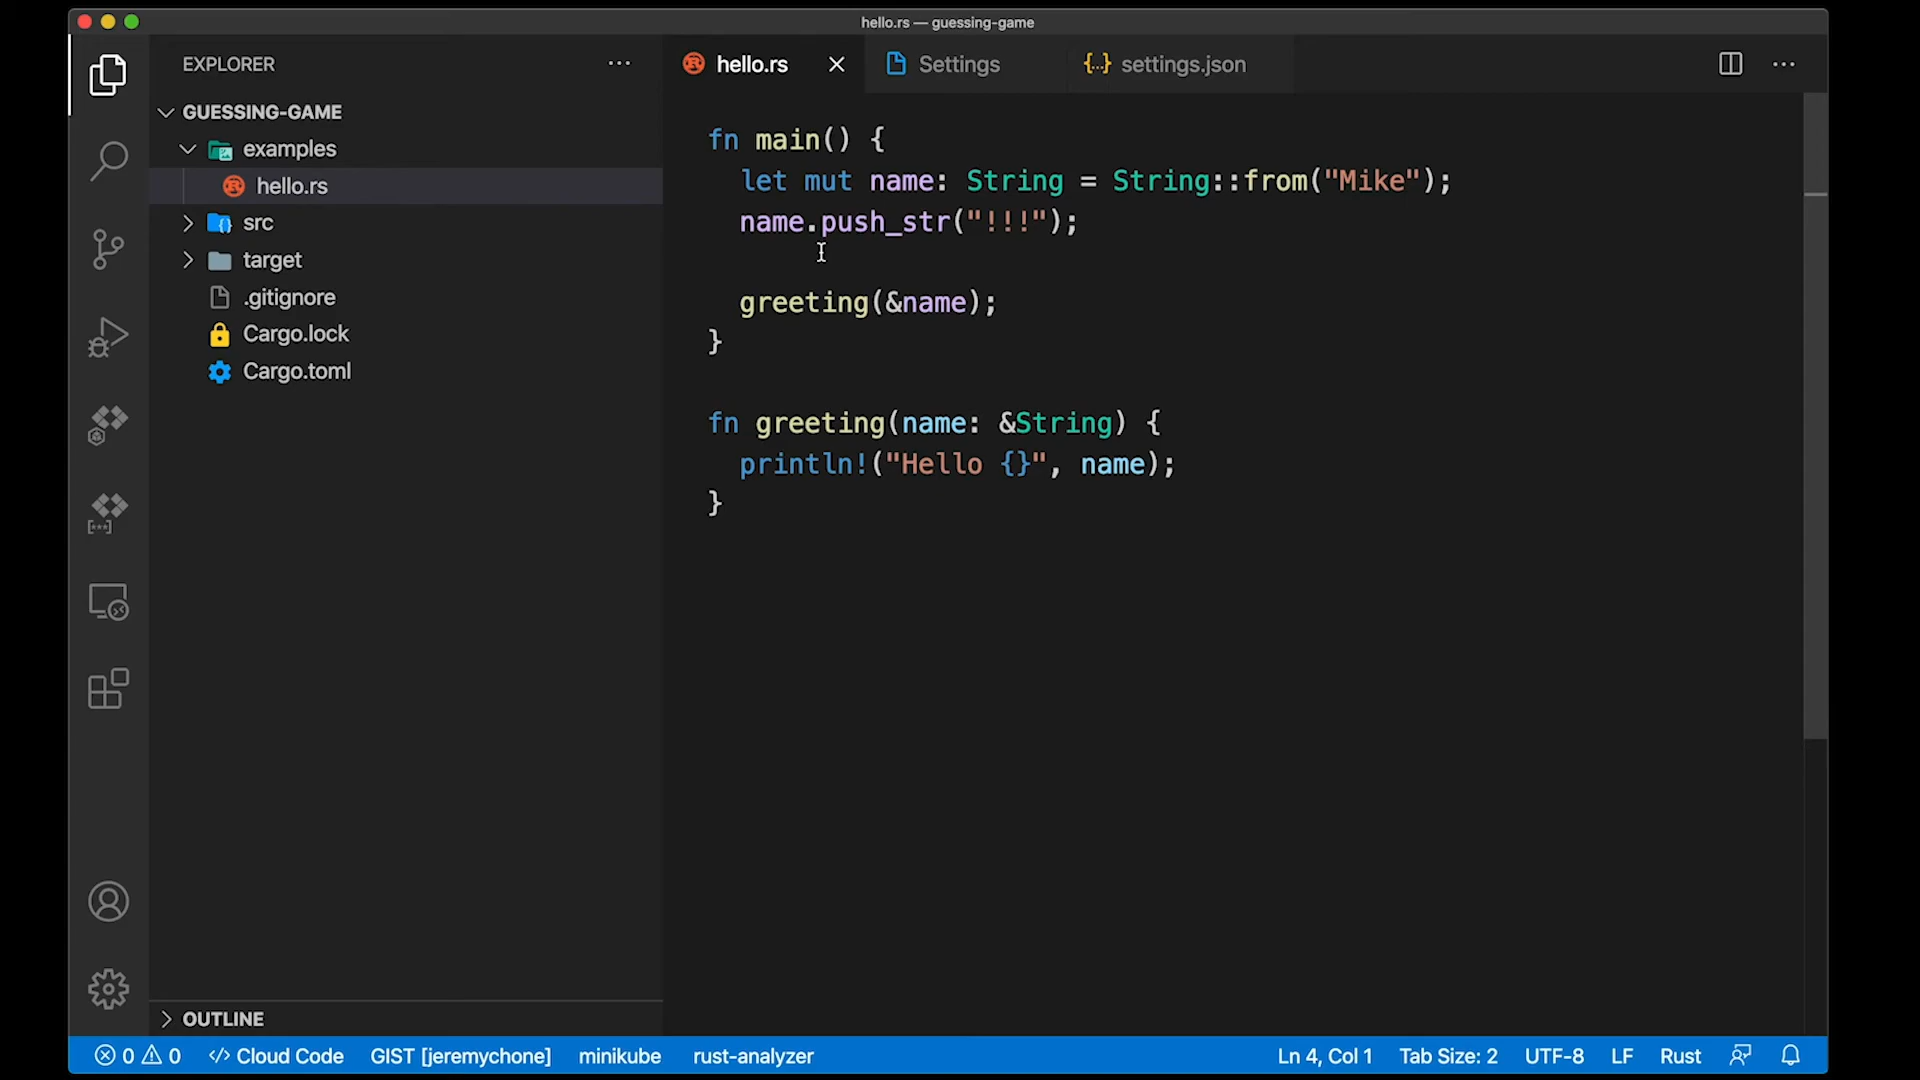 hello.rs — guessing-game
EXPLORER
hello.rs
Settings
{..} settings.json
GUESSING-GAME
examples
hello.rs
src
target
.gitignore
Cargo.lock
Cargo.toml
fn main() {
  let mut name: String = String::from("Mike");
  name.push_str("!!!");
  greeting(&name);
}
fn greeting(name: &String) {
  println!("Hello {}", name);
}
OUTLINE
0 0 </> Cloud Code GIST [jeremychone] minikube rust-analyzer Ln 4, Col 1 Tab Size: 2 UTF-8 LF Rust